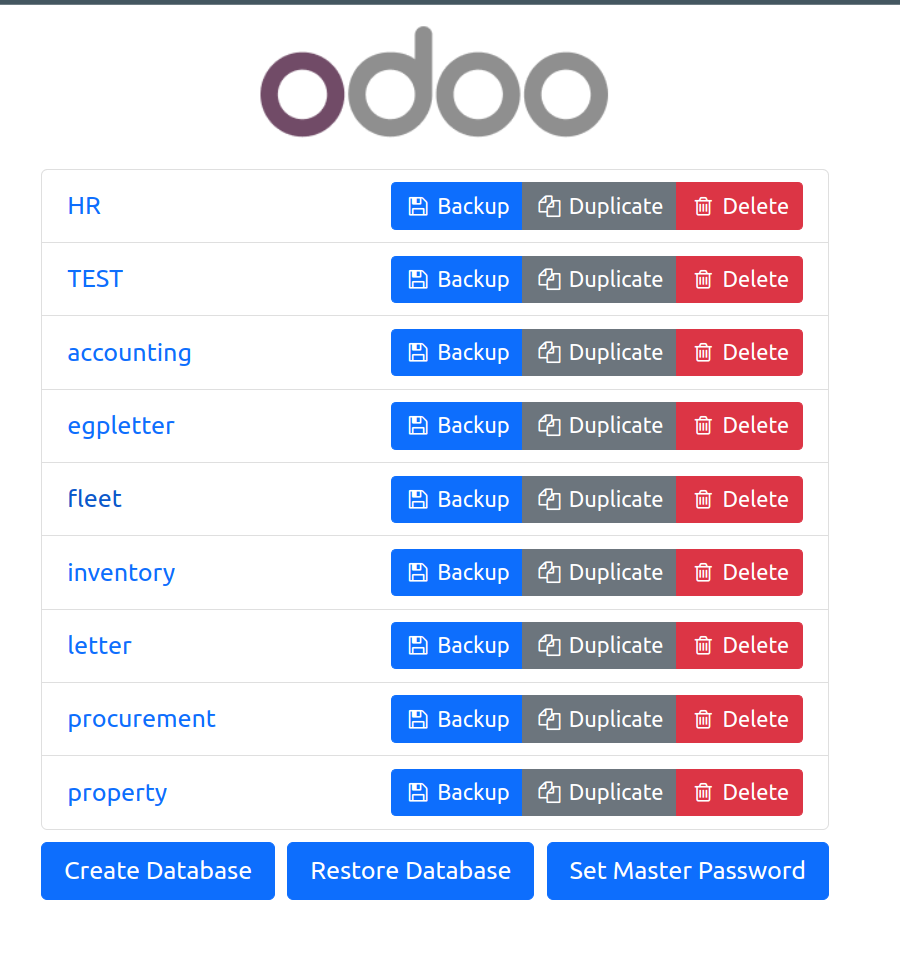 odoo
HR Backup Duplicate Delete
TEST Backup Duplicate Delete
accounting Backup Duplicate Delete
egpletter Backup Duplicate Delete
fleet Backup Duplicate Delete
inventory Backup Duplicate Delete
letter Backup Duplicate Delete
procurement Backup Duplicate Delete
property Backup Duplicate Delete
Create Database Restore Database Set Master Password